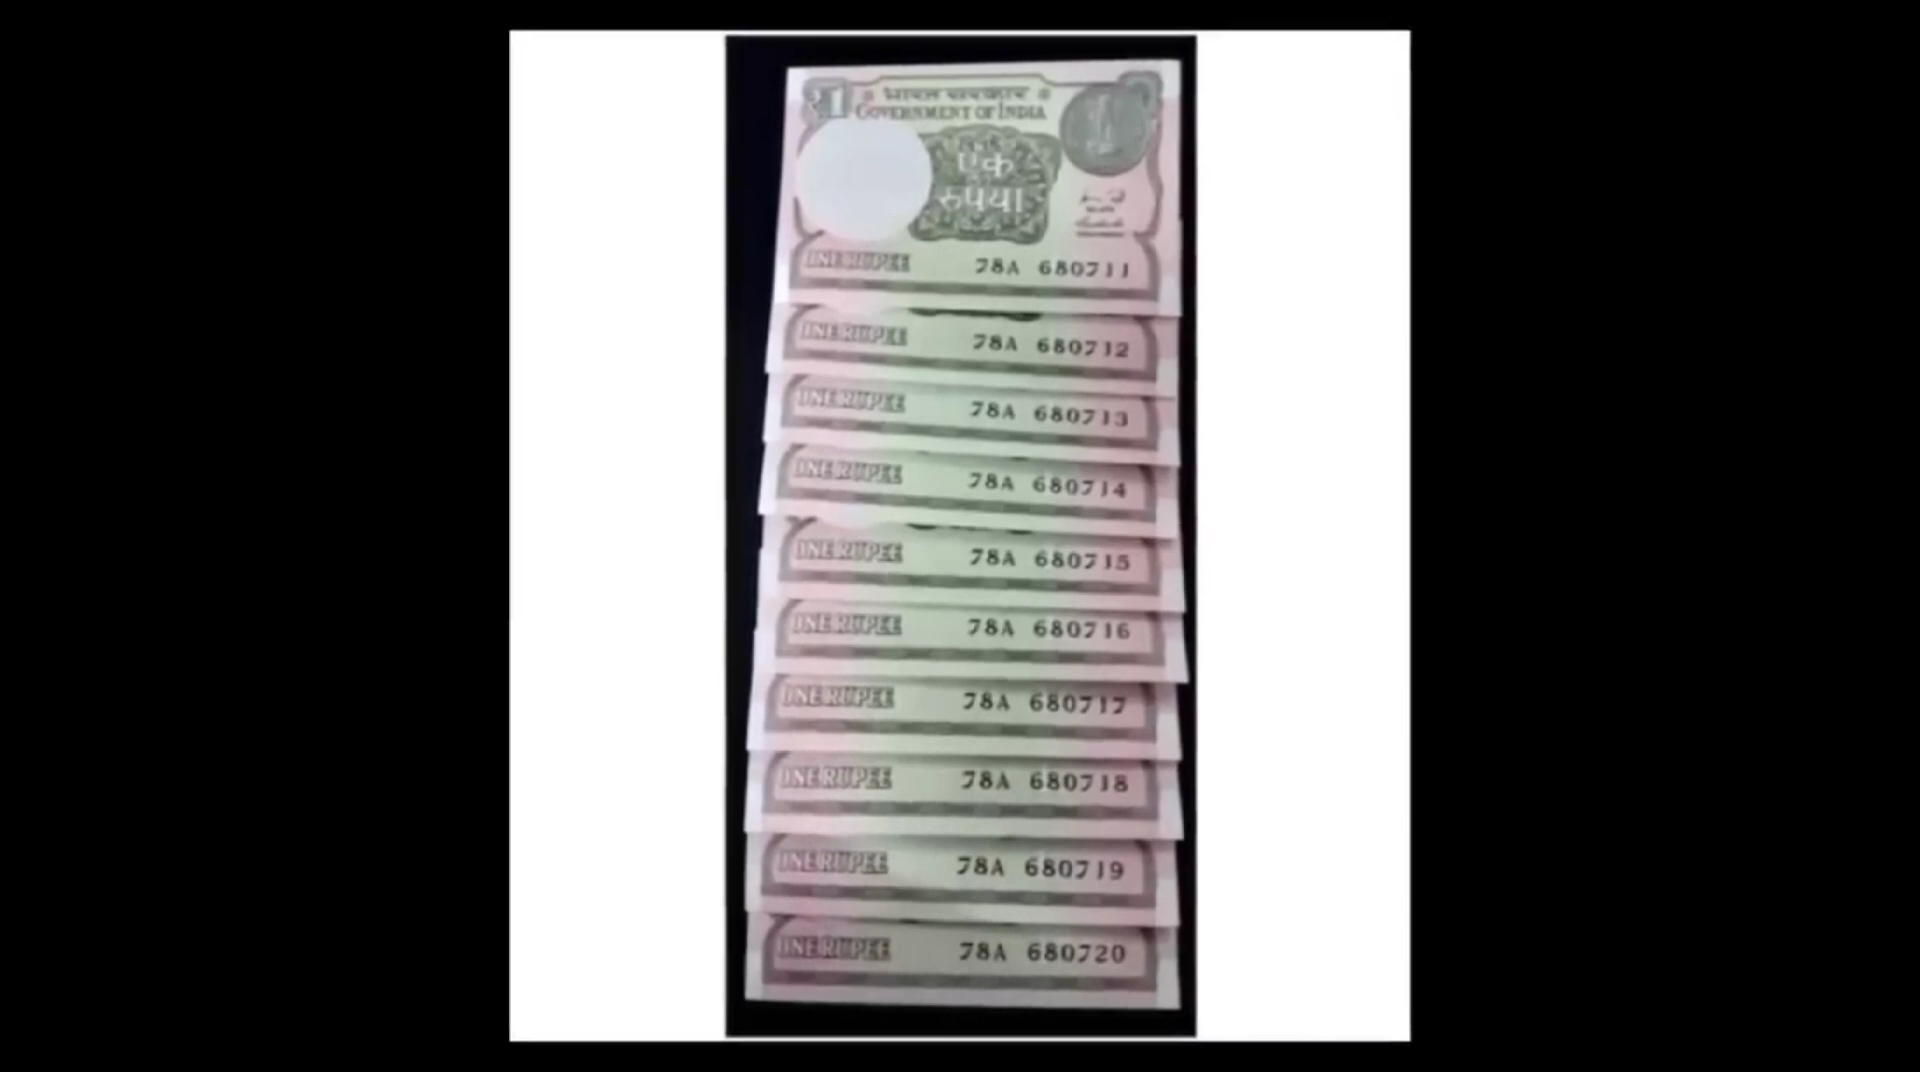 ₹1
भारत सरकार
GOVERNMENT OF INDIA
एक
रुपया
ONE RUPEE 78A 680711
ONE RUPEE 78A 680712
ONE RUPEE 78A 680713
ONE RUPEE 78A 680714
ONE RUPEE 78A 680715
ONE RUPEE 78A 680716
ONE RUPEE 78A 680717
ONE RUPEE 78A 680718
ONE RUPEE 78A 680719
ONE RUPEE 78A 680720